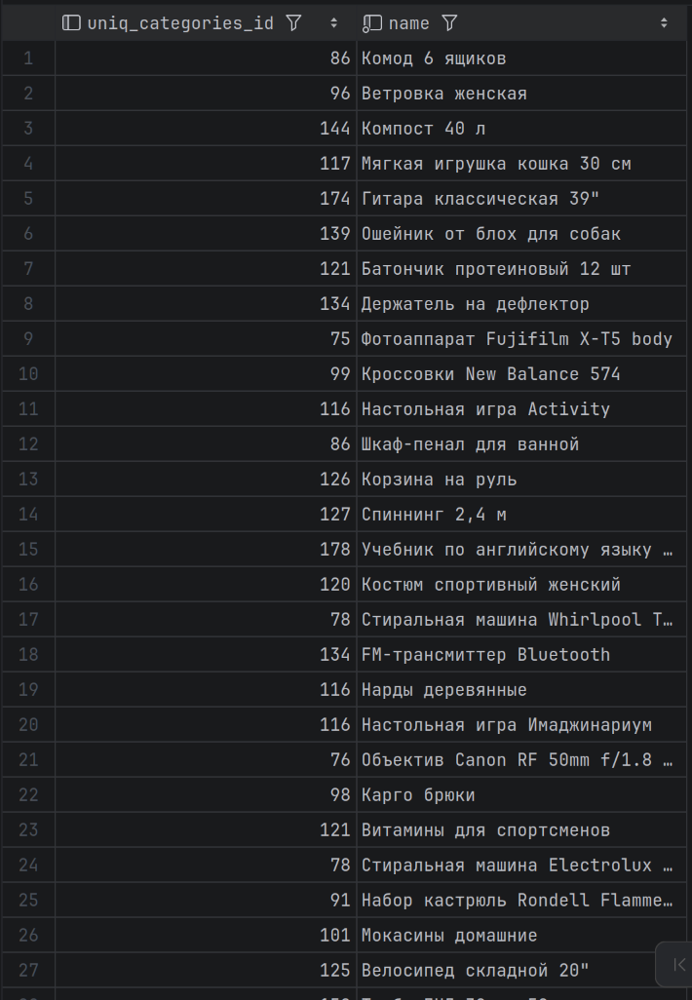 uniq_categories_id name
1 86 Комод 6 ящиков
2 96 Ветровка женская
3 144 Компост 40 л
4 117 Мягкая игрушка кошка 30 см
5 174 Гитара классическая 39"
6 139 Ошейник от блох для собак
7 121 Батончик протеиновый 12 шт
8 134 Держатель на дефлектор
9 75 Фотоаппарат Fujifilm X-T5 body
10 99 Кроссовки New Balance 574
11 116 Настольная игра Activity
12 86 Шкаф-пенал для ванной
13 126 Корзина на руль
14 127 Спиннинг 2,4 м
15 178 Учебник по английскому языку …
16 120 Костюм спортивный женский
17 78 Стиральная машина Whirlpool T…
18 134 FM-трансмиттер Bluetooth
19 116 Нарды деревянные
20 116 Настольная игра Имаджинариум
21 76 Объектив Canon RF 50mm f/1.8 …
22 98 Карго брюки
23 121 Витамины для спортсменов
24 78 Стиральная машина Electrolux …
25 91 Набор кастрюль Rondell Flamme…
26 101 Мокасины домашние
27 125 Велосипед складной 20"